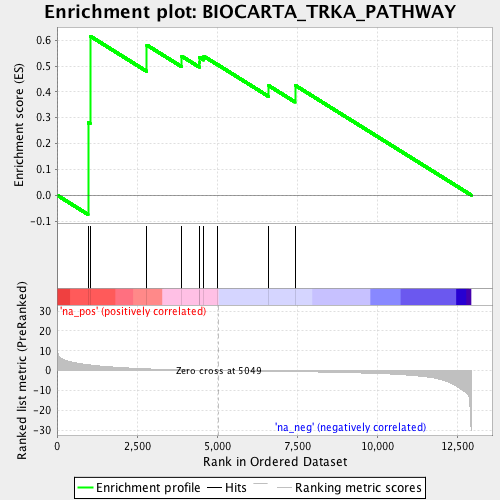 Enrichment plot: BIOCARTA_TRKA_PATHWAY
Enrichment score (ES)
0.6
0.5
0.4
0.3
0.2
0.1
0.0
-0.1
'na_pos' (positively correlated)
Ranked list metric (PreRanked)
30
20
10
0
-10
-20
-30
Zero cross at 5049
'na_neg' (negatively correlated)
0 2,500 5,000 7,500 10,000 12,500
Rank in Ordered Dataset
Enrichment profile Hits Ranking metric scores